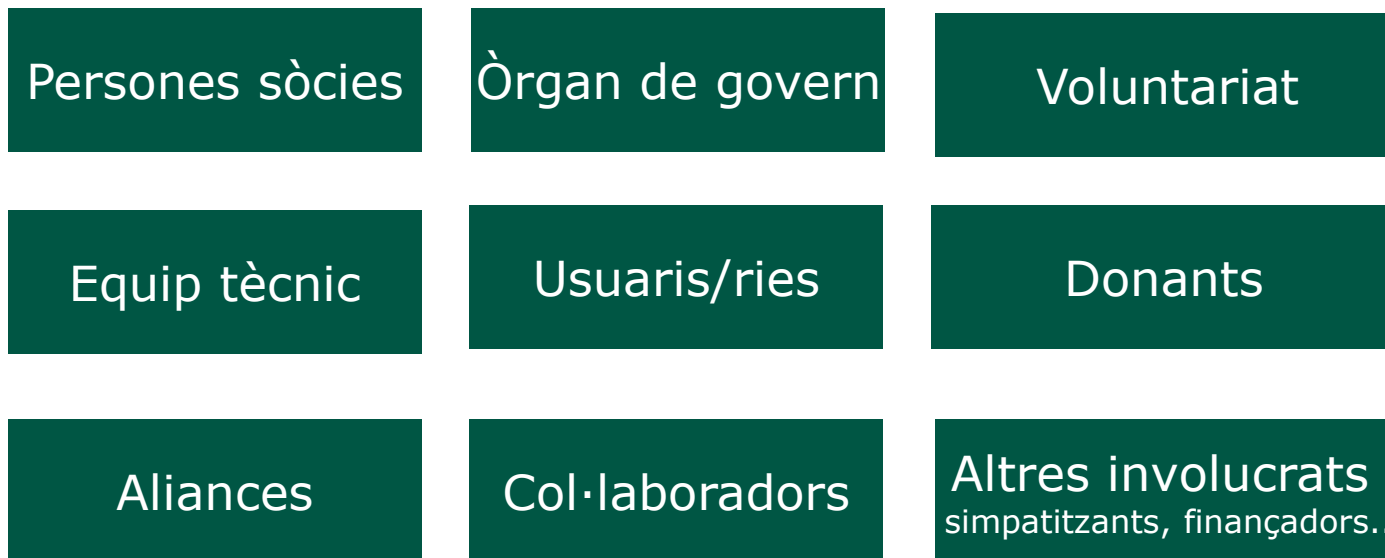 Persones sòcies
Òrgan de govern
Voluntariat
Equip tècnic
Usuaris/ries
Donants
Aliances
Col·laboradors
Altres involucrats
simpatitzants, finançadors..